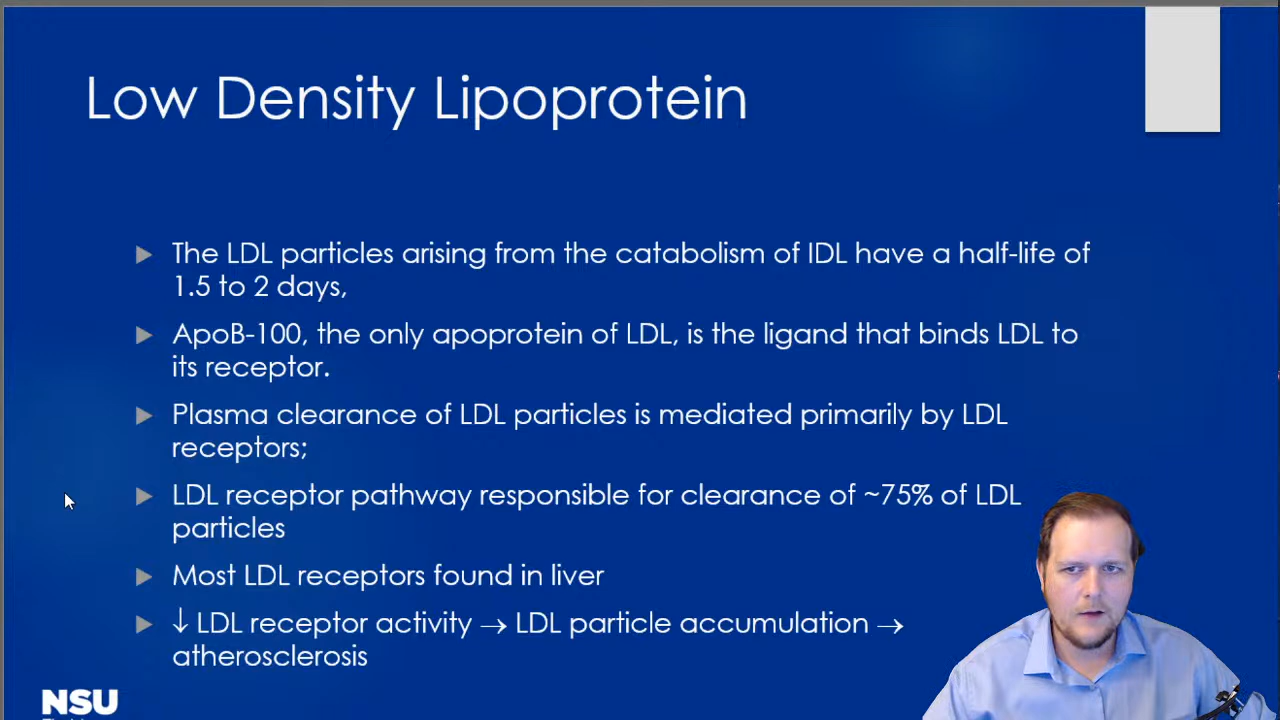 Low Density Lipoprotein
The LDL particles arising from the catabolism of IDL have a half-life of
1.5 to 2 days,
ApoB-100, the only apoprotein of LDL, is the ligand that binds LDL to
its receptor.
Plasma clearance of LDL particles is mediated primarily by LDL
receptors;
LDL receptor pathway responsible for clearance of ~75% of LDL
particles
Most LDL receptors found in liver
↓ LDL receptor activity → LDL particle accumulation →
atherosclerosis
NSU